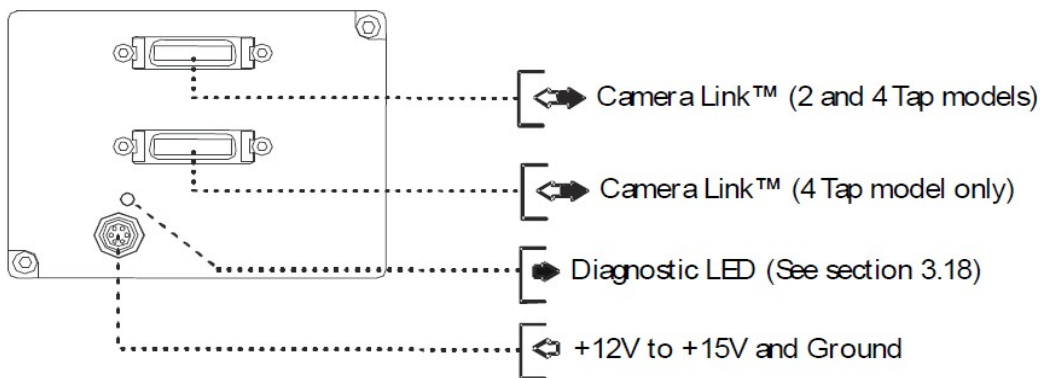 Camera Link™ (2 and 4 Tap models)
Camera Link™ (4 Tap model only)
Diagnostic LED (See section 3.18)
+12V to +15V and Ground